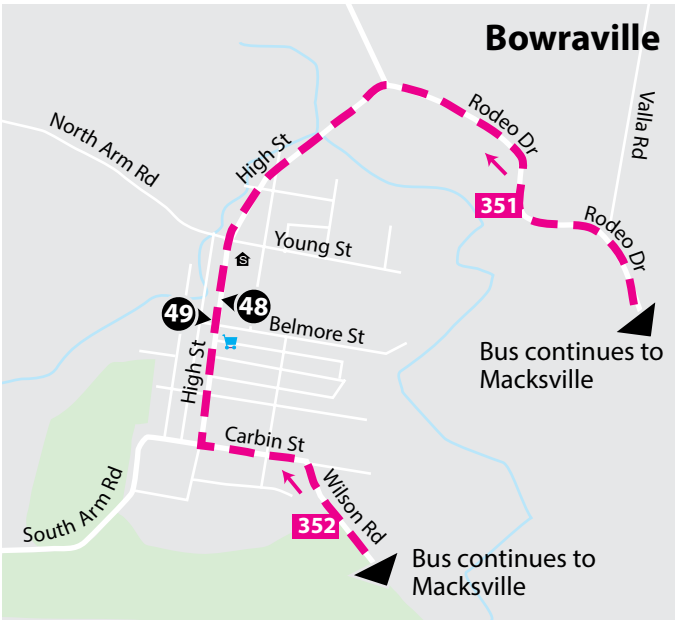 Bowraville
Rodeo Dr
Valla Rd
North Arm Rd
High St
351
Rodeo Dr
Young St
S
49
48
Belmore St
Bus continues to
Macksville
High St
Carbin St
South Arm Rd
Wilson Rd
352
Bus continues to
Macksville